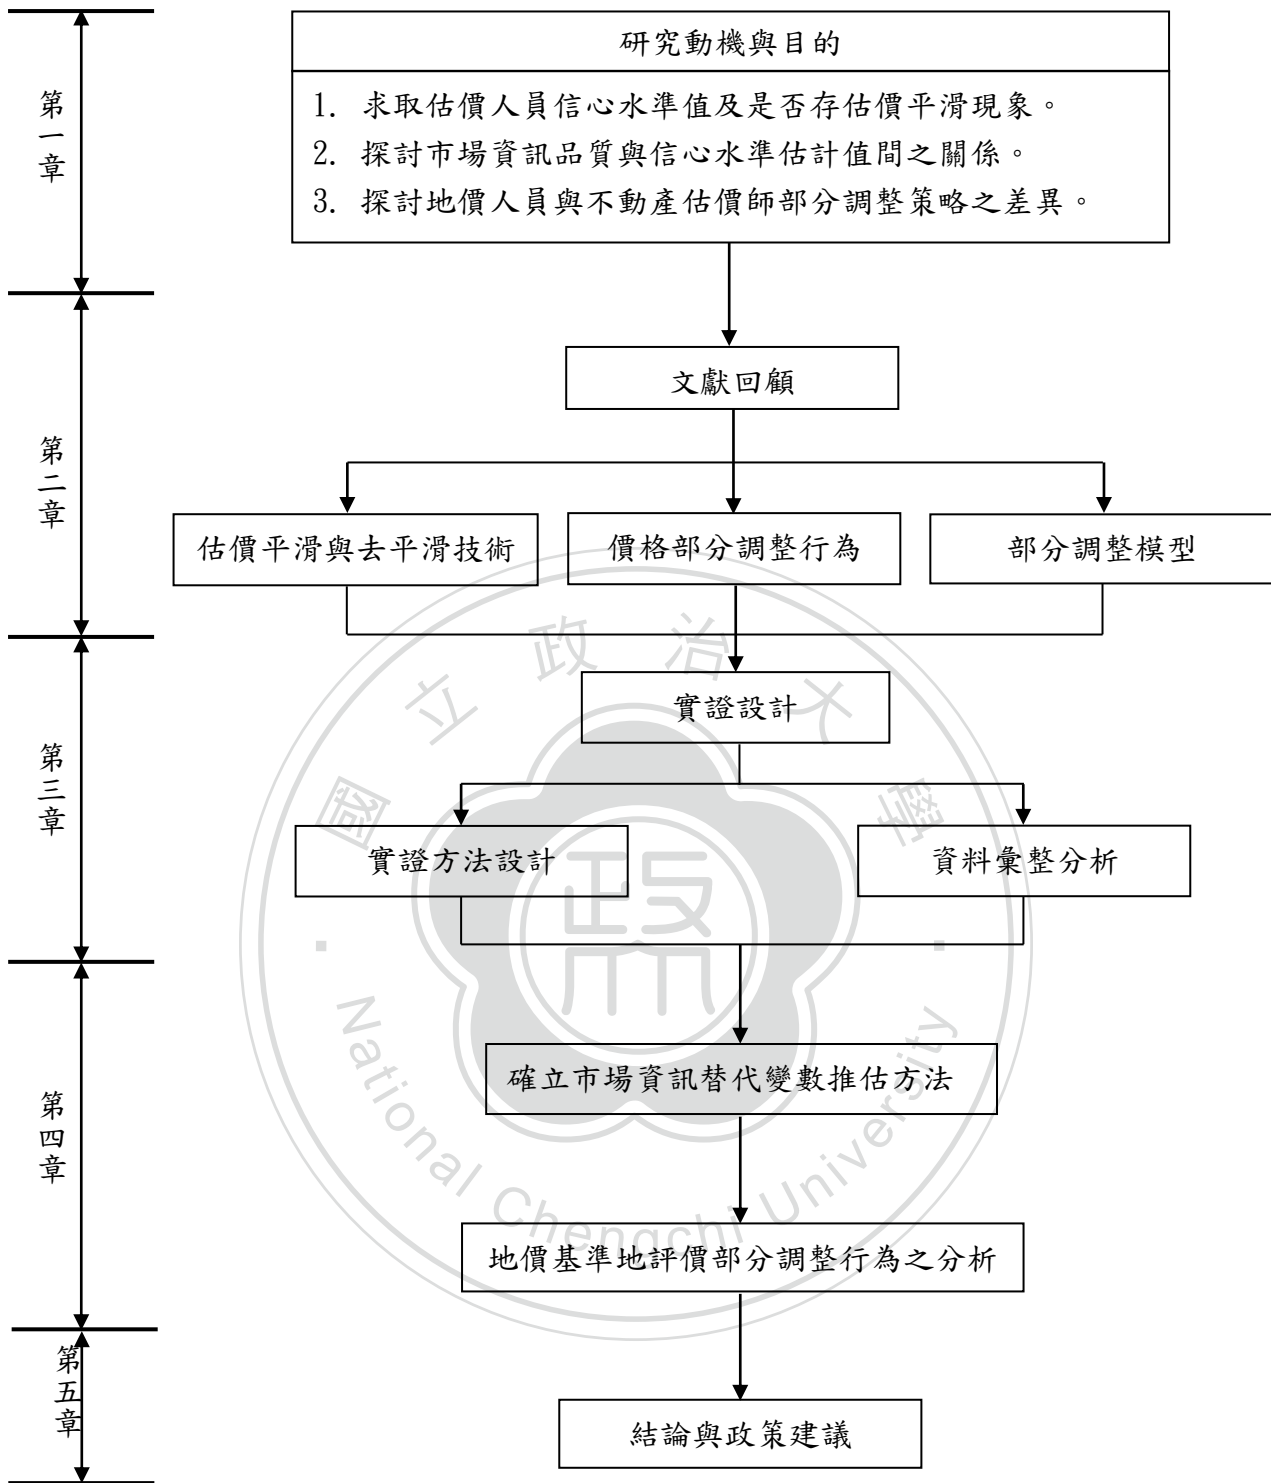 第一章
研究動機與目的
1. 求取估價人員信心水準值及是否存估價平滑現象。
2. 探討市場資訊品質與信心水準估計值間之關係。
3. 探討地價人員與不動產估價師部分調整策略之差異。
第二章
文獻回顧
估價平滑與去平滑技術
價格部分調整行為
部分調整模型
第三章
實證設計
實證方法設計
資料彙整分析
第四章
確立市場資訊替代變數推估方法
地價基準地評價部分調整行為之分析
第五章
結論與政策建議
國立政治大學
政
National Chengchi University